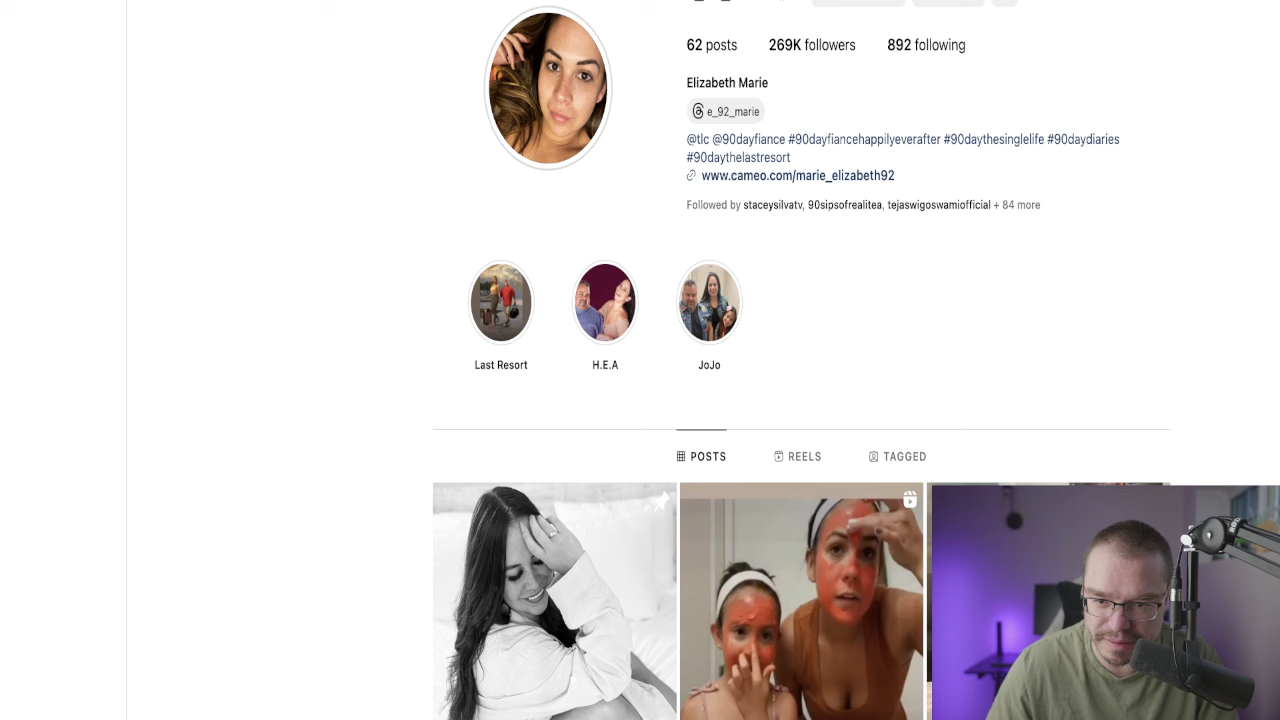 62 posts 269K followers 892 following
Elizabeth Marie
e_92_marie
@tlc @90dayfiance #90dayfiancehappilyeverafter #90daythesinglelife #90daydiaries
#90daythelastresort
www.cameo.com/marie_elizabeth92
Followed by staceysilvatv, 90sipsofrealitea, tejaswigoswamiofficial + 84 more
Last Resort H.E.A JoJo
POSTS REELS TAGGED